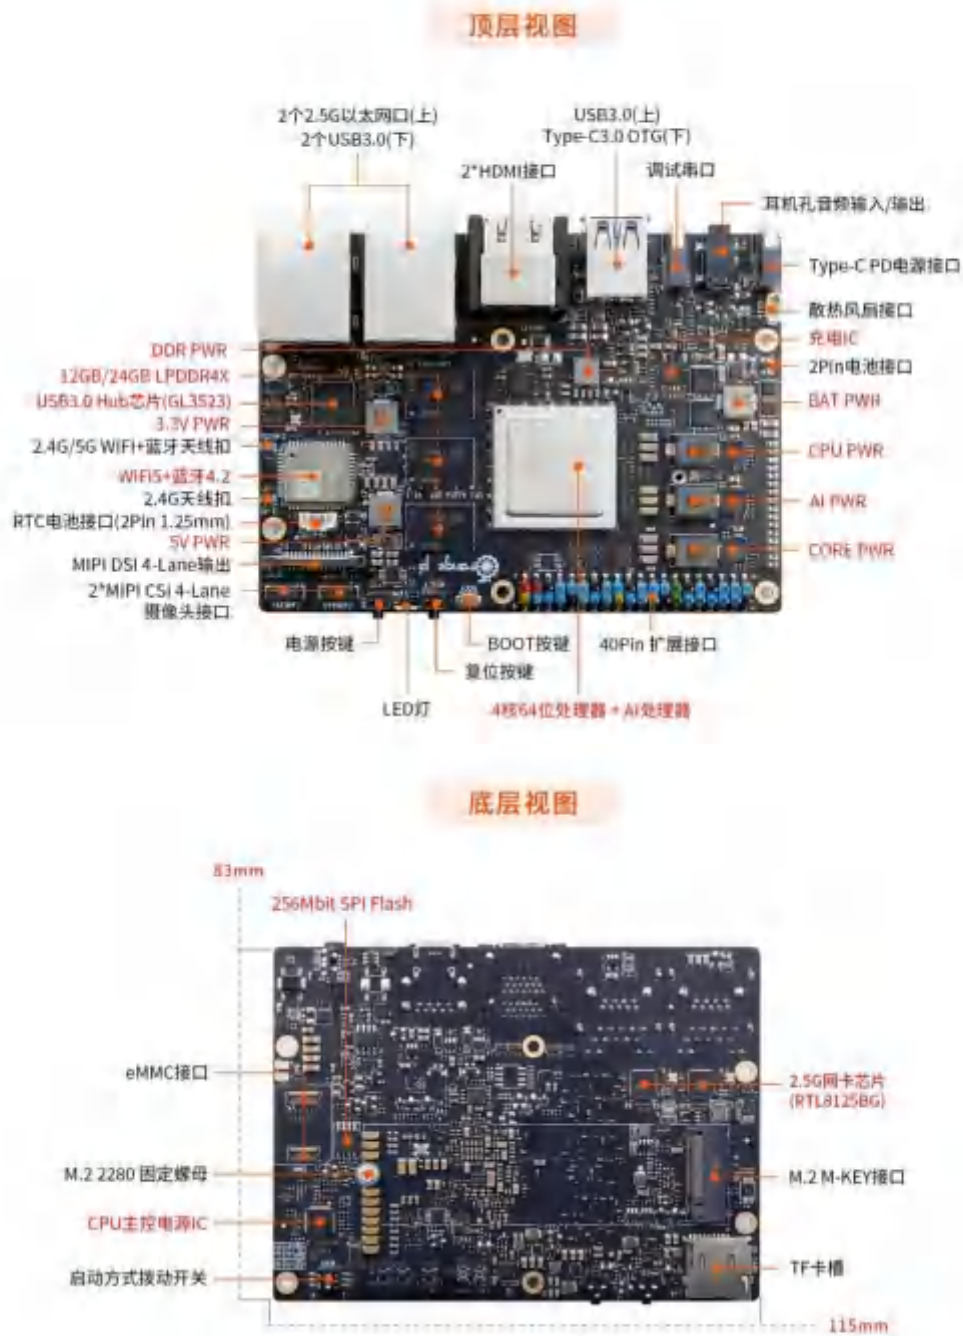 顶层视图
2个2.5G以太网口(上)
2个USB3.0(下)
USB3.0(上)
Type-C3.0 OTG(下)
2*HDMI接口
调试串口
耳机孔音频输入/输出
Type-C PD电源接口
散热风扇接口
充电IC
2Pin电池接口
BAT PWR
CPU PWR
AI PWR
CORE PWR
DDR PWR
12GB/24GB LPDDR4X
USB3.0 Hub芯片(GL3523)
3.3V PWR
2.4G/5G WIFI+蓝牙天线扣
WIFI5+蓝牙4.2
2.4G天线扣
RTC电池接口(2Pin 1.25mm)
5V PWR
MIPI DSI 4-Lane输出
2*MIPI CSI 4-Lane
摄像头接口
电源按键
BOOT按键
40Pin 扩展接口
复位按键
LED灯
4核64位处理器 + AI处理器
底层视图
83mm
256Mbit SPI Flash
eMMC接口
2.5G网卡芯片
(RTL8125BG)
M.2 2280 固定螺母
M.2 M-KEY接口
CPU主控电源IC
启动方式拨动开关
TF卡槽
115mm